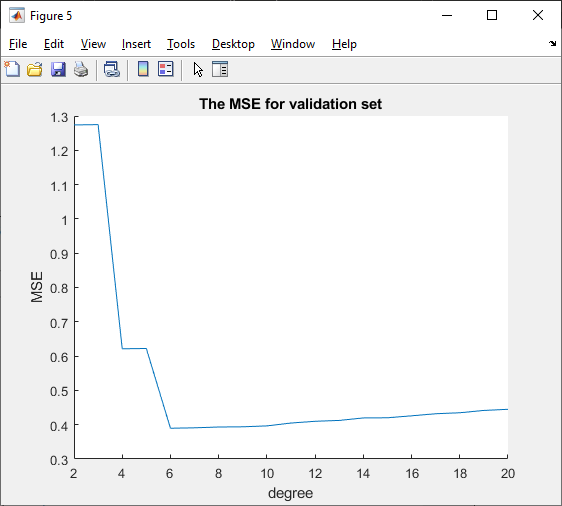 Figure 5
File Edit View Insert Tools Desktop Window Help
The MSE for validation set
1.3
1.2
1.1
1
0.9
0.8
0.7
0.6
0.5
0.4
0.3
MSE
2 4 6 8 10 12 14 16 18 20
degree